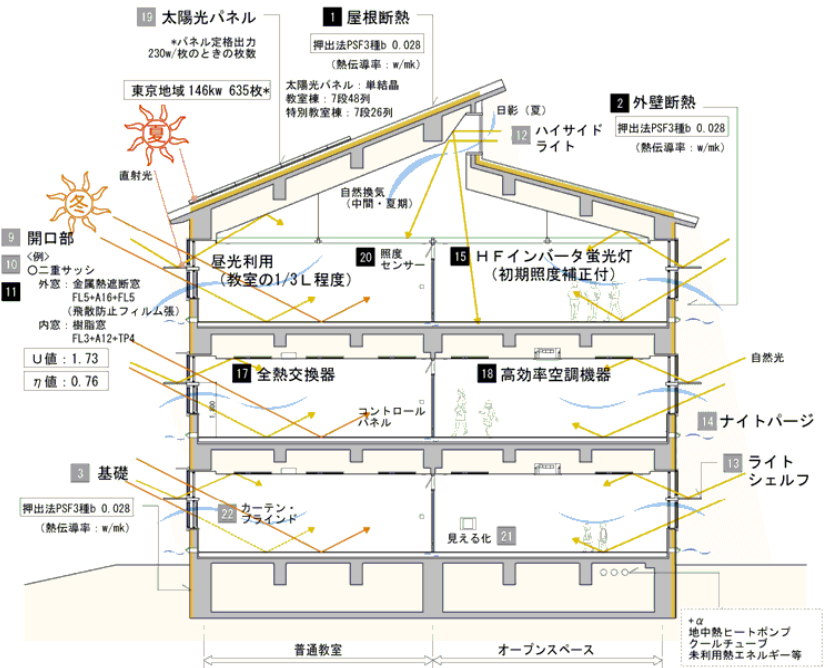 19 太陽光パネル
*パネル定格出力
230w/枚のときの枚数
東京地域 146kw 635枚*
1 屋根断熱
押出法PSF3種b 0.028
(熱伝導率：w/mk)
太陽光パネル：単結晶
教室棟：7段48列
特別教室棟：7段26列
2 外壁断熱
押出法PSF3種b 0.028
(熱伝導率：w/mk)
日影（夏）
12 ハイサイド
ライト
夏
直射光
冬
自然換気
（中間・夏期）
9 開口部
10 <例>
11
〇二重サッシ
外窓：金属熱遮断窓
FL5+A16+FL5
（飛散防止フィルム張）
内窓：樹脂窓
FL3+A12+TP4
U値：1.73
η値：0.76
昼光利用
（教室の1/3L程度）
20 照度
センサー
15 HFインバータ蛍光灯
（初期照度補正付）
17 全熱交換器
18 高効率空調機器
コントロール
パネル
自然光
14 ナイトパージ
13 ライト
シェルフ
3 基礎
押出法PSF3種b 0.028
(熱伝導率：w/mk)
22 カーテン・
ブラインド
見える化 21
+α
地中熱ヒートポンプ
クールチューブ
未利用熱エネルギー等
普通教室
オープンスペース